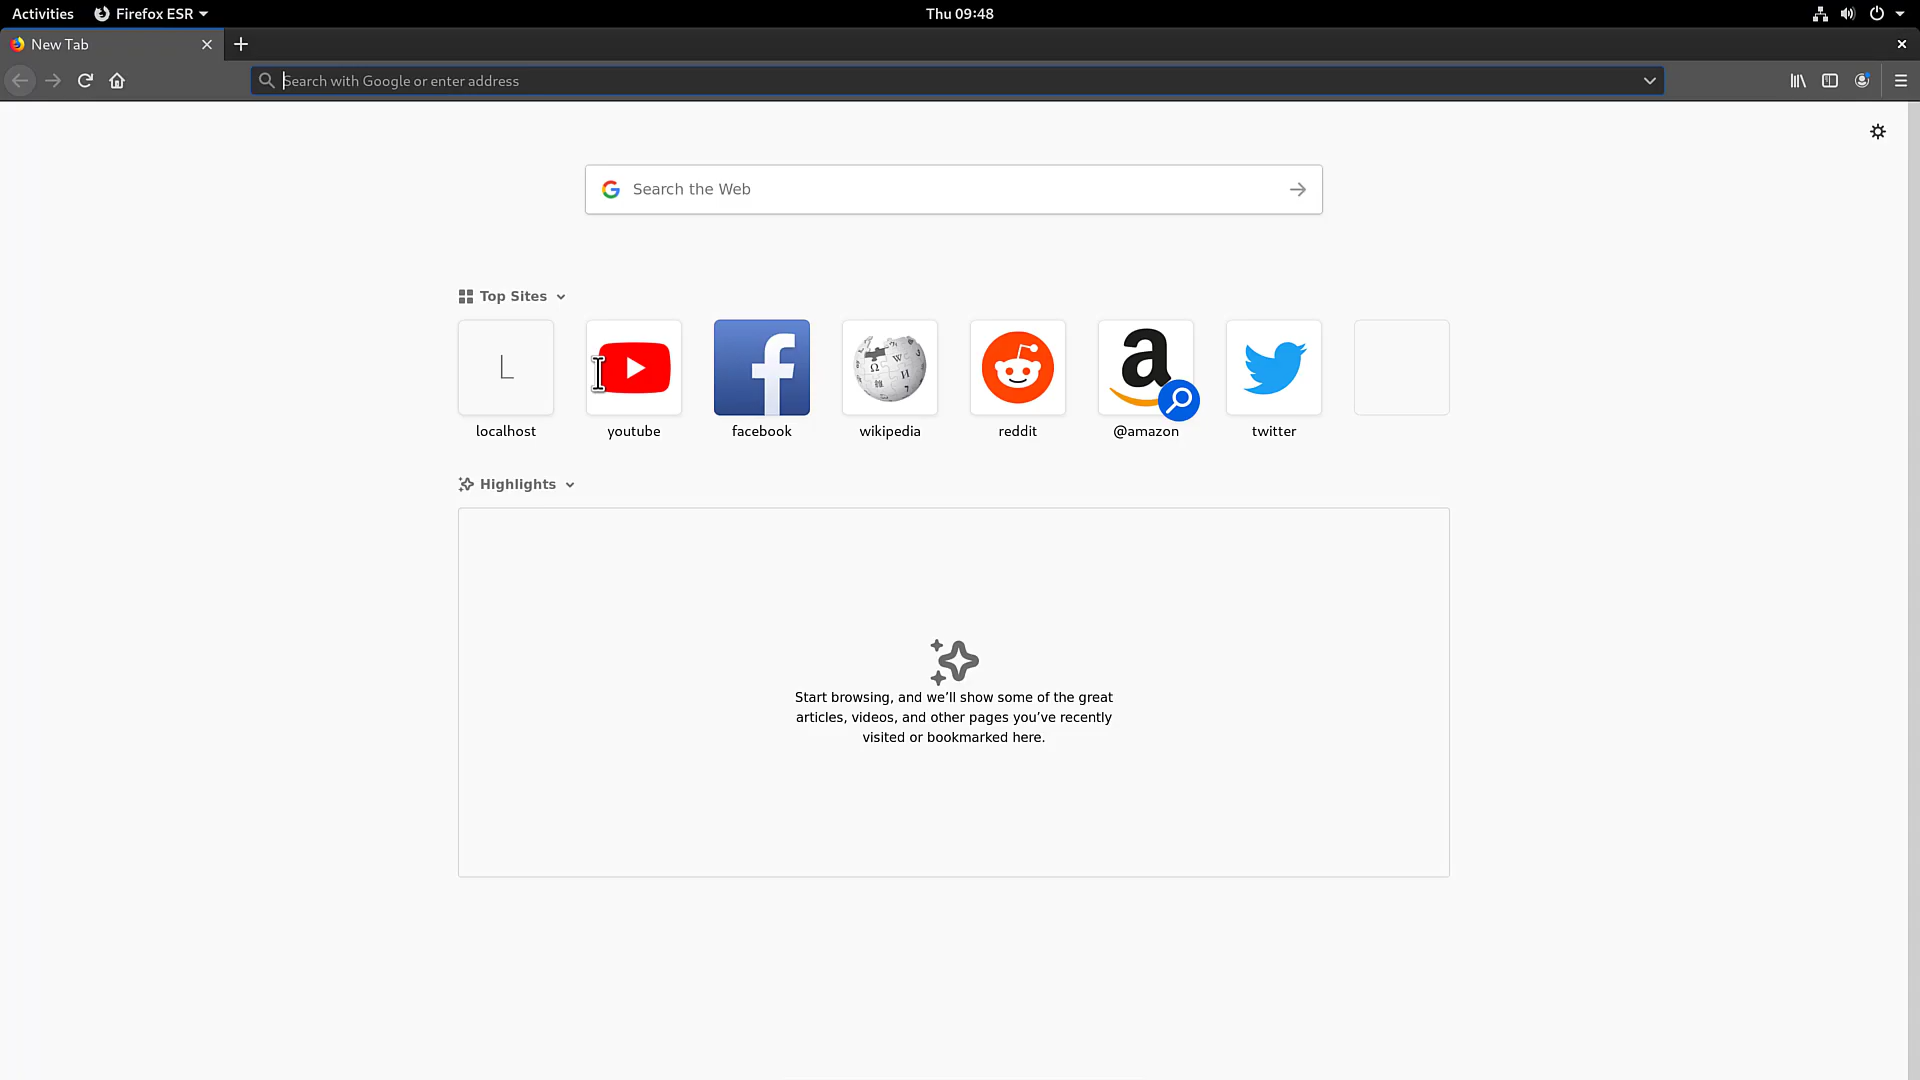 Activities
Firefox ESR
Thu 09:48
New Tab
Search with Google or enter address
Search the Web
Top Sites
L
localhost
youtube
facebook
wikipedia
reddit
a
@amazon
twitter
Highlights
Start browsing, and we’ll show some of the great
articles, videos, and other pages you’ve recently
visited or bookmarked here.